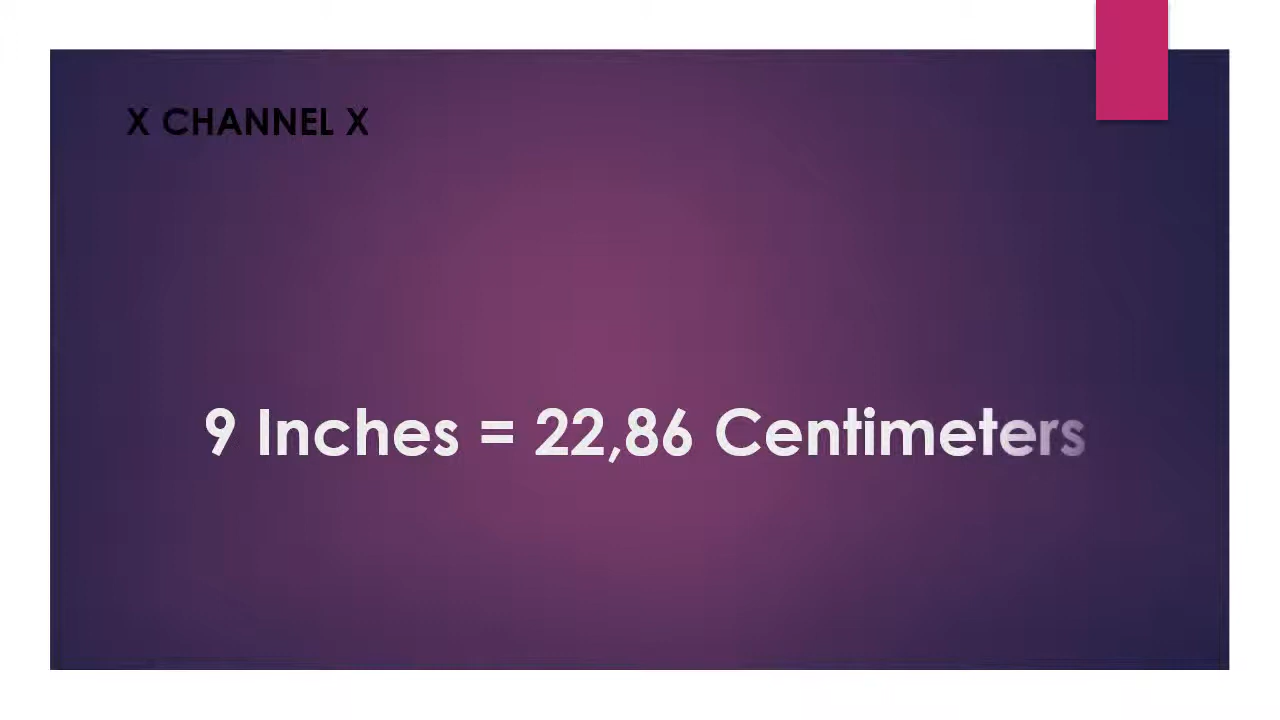 X CHANNEL X
9 Inches = 22,86 Centimeters